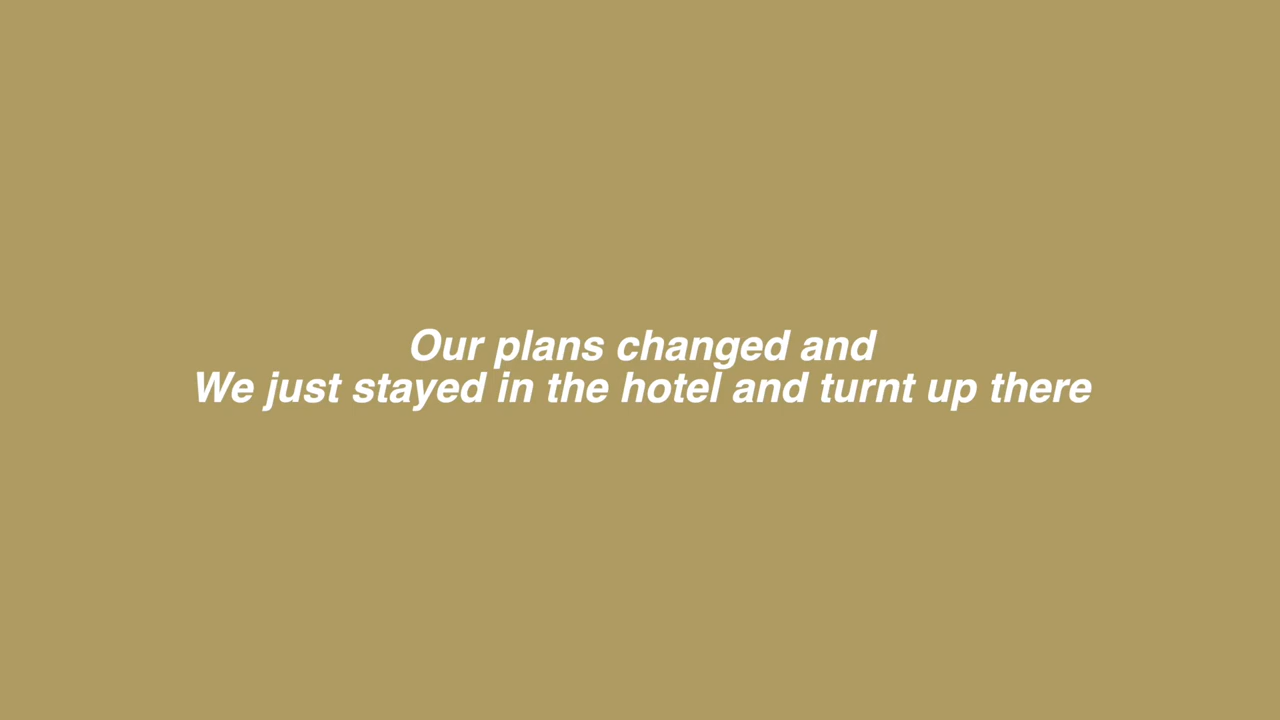 Our plans changed and
We just stayed in the hotel and turnt up there